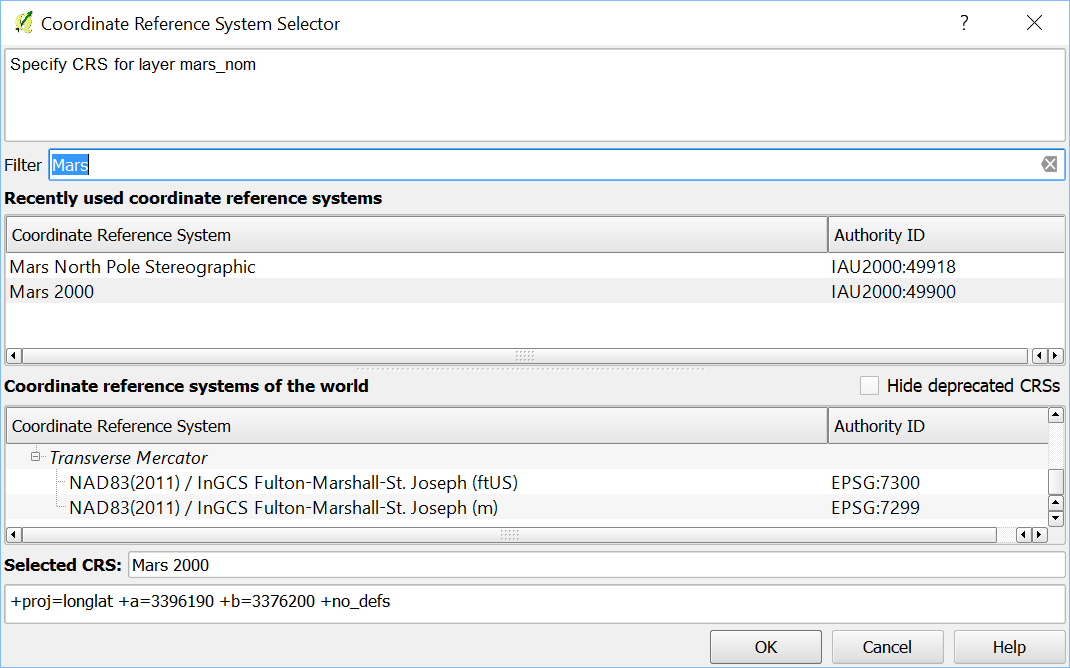 Coordinate Reference System Selector
Specify CRS for layer mars_nom
Filter Mars
Recently used coordinate reference systems
Coordinate Reference System Authority ID
Mars North Pole Stereographic IAU2000:49918
Mars 2000 IAU2000:49900
Coordinate reference systems of the world Hide deprecated CRSs
Coordinate Reference System Authority ID
Transverse Mercator
NAD83(2011) / InGCS Fulton-Marshall-St. Joseph (ftUS) EPSG:7300
NAD83(2011) / InGCS Fulton-Marshall-St. Joseph (m) EPSG:7299
Selected CRS: Mars 2000
+proj=longlat +a=3396190 +b=3376200 +no_defs
OK Cancel Help